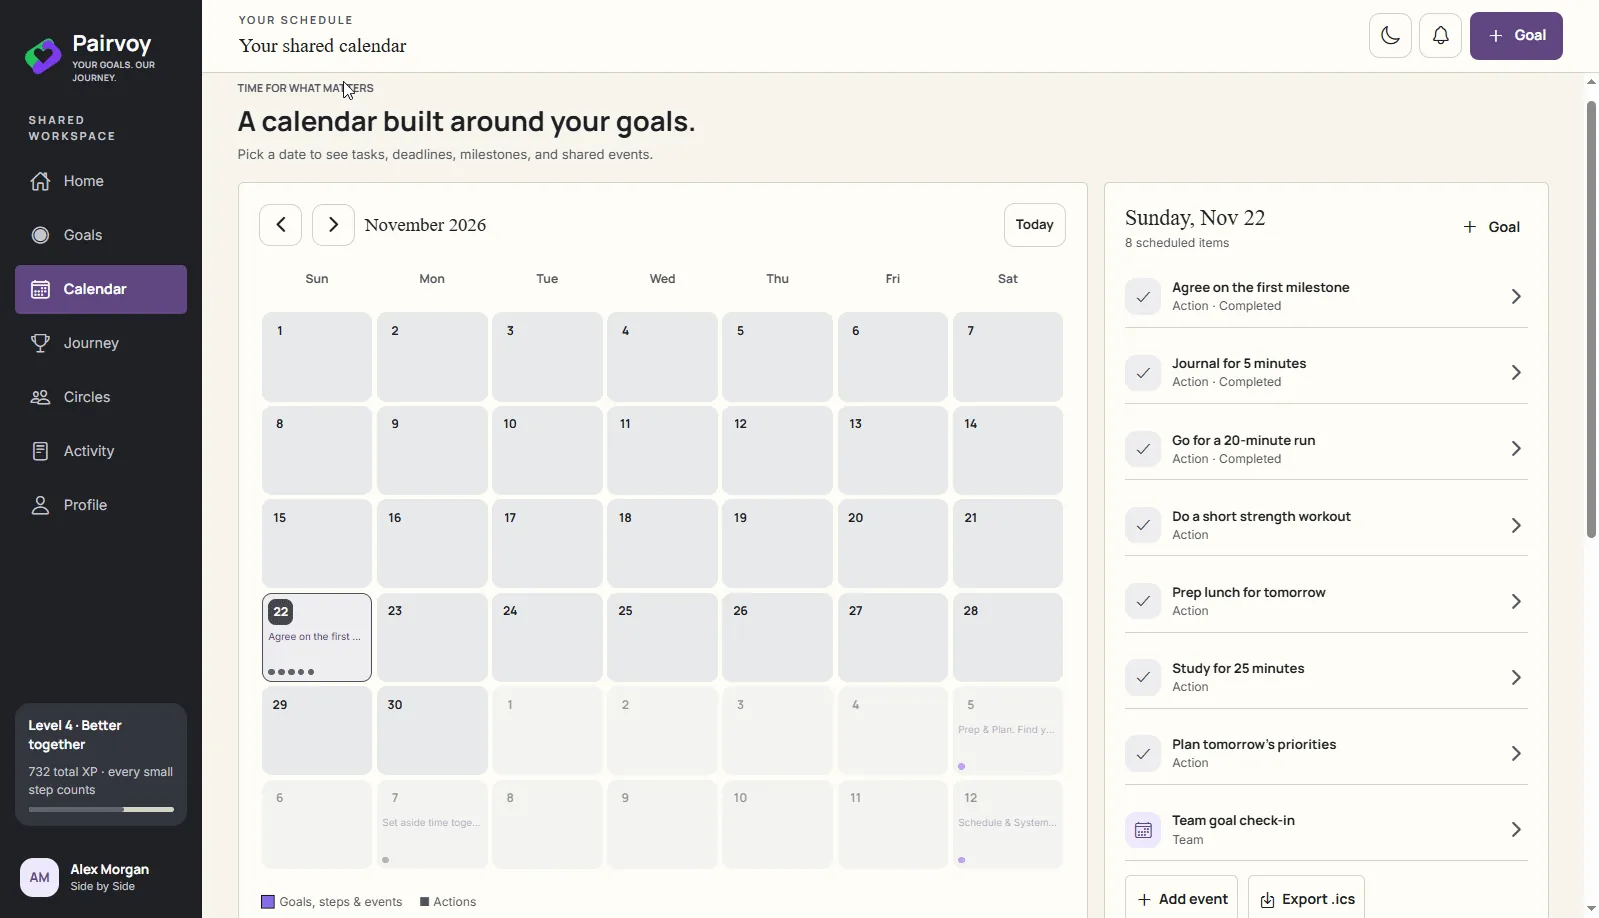 Pairvoy
YOUR GOALS. OUR
JOURNEY.
SHARED
WORKSPACE
Home
Goals
Calendar
Journey
Circles
Activity
Profile
Level 4 · Better
together
732 total XP · every small
step counts
AM
Alex Morgan
Side by Side
YOUR SCHEDULE
Your shared calendar
+ Goal
TIME FOR WHAT MATTERS
A calendar built around your goals.
Pick a date to see tasks, deadlines, milestones, and shared events.
November 2026
Today
Sun Mon Tue Wed Thu Fri Sat
1 2 3 4 5 6 7
8 9 10 11 12 13 14
15 16 17 18 19 20 21
22 23 24 25 26 27 28
Agree on the first ...
29 30 1 2 3 4 5
Prep & Plan. Find y...
6 7 8 9 10 11 12
Set aside time toge... Schedule & System...
Goals, steps & events Actions
Sunday, Nov 22
8 scheduled items
+ Goal
Agree on the first milestone
Action · Completed
Journal for 5 minutes
Action · Completed
Go for a 20-minute run
Action · Completed
Do a short strength workout
Action
Prep lunch for tomorrow
Action
Study for 25 minutes
Action
Plan tomorrow's priorities
Action
Team goal check-in
Team
+ Add event Export .ics